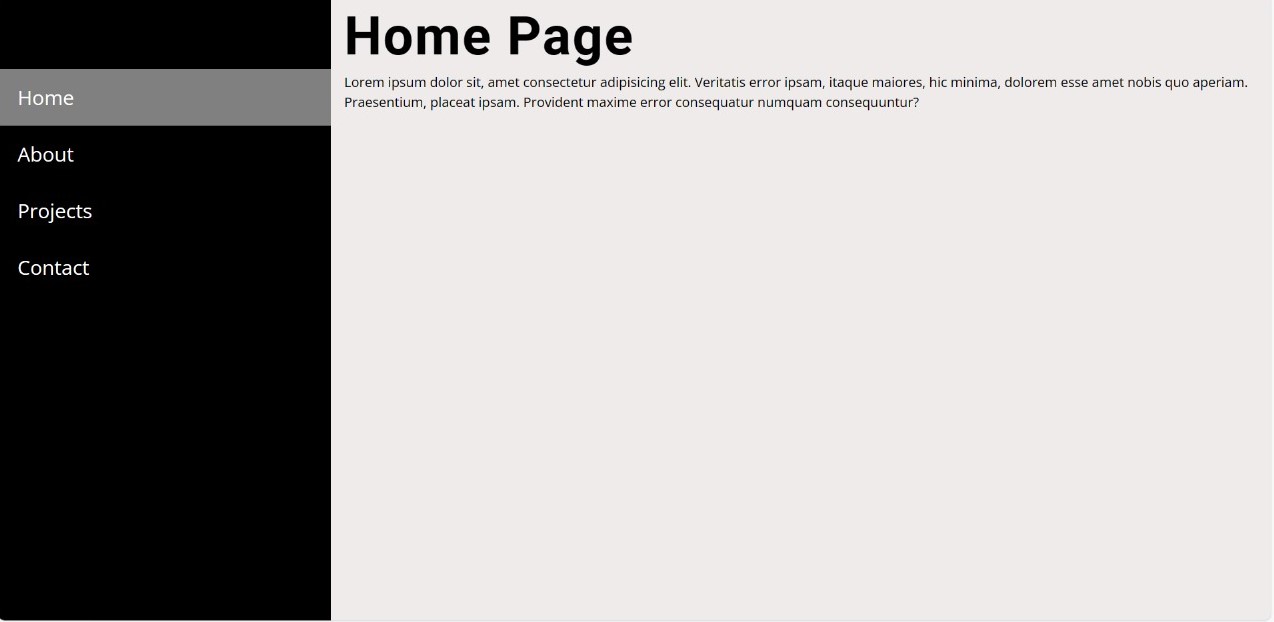 Home Page
Lorem ipsum dolor sit, amet consectetur adipisicing elit. Veritatis error ipsam, itaque maiores, hic minima, dolorem esse amet nobis quo aperiam.
Praesentium, placeat ipsam. Provident maxime error consequatur numquam consequuntur?
Home
About
Projects
Contact